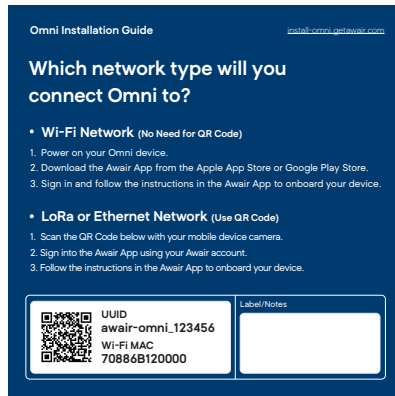 Omni Installation Guide
install-omni.getawair.com
Which network type will you
connect Omni to?
• Wi-Fi Network (No Need for QR Code)
1. Power on your Omni device.
2. Download the Awair App from the Apple App Store or Google Play Store.
3. Sign in and follow the instructions in the Awair App to onboard your device.
• LoRa or Ethernet Network (Use QR Code)
1. Scan the QR Code below with your mobile device camera.
2. Sign into the Awair App using your Awair account.
3. Follow the instructions in the Awair App to onboard your device.
UUID
awair-omni_123456
Wi-Fi MAC
70886B120000
Label/Notes